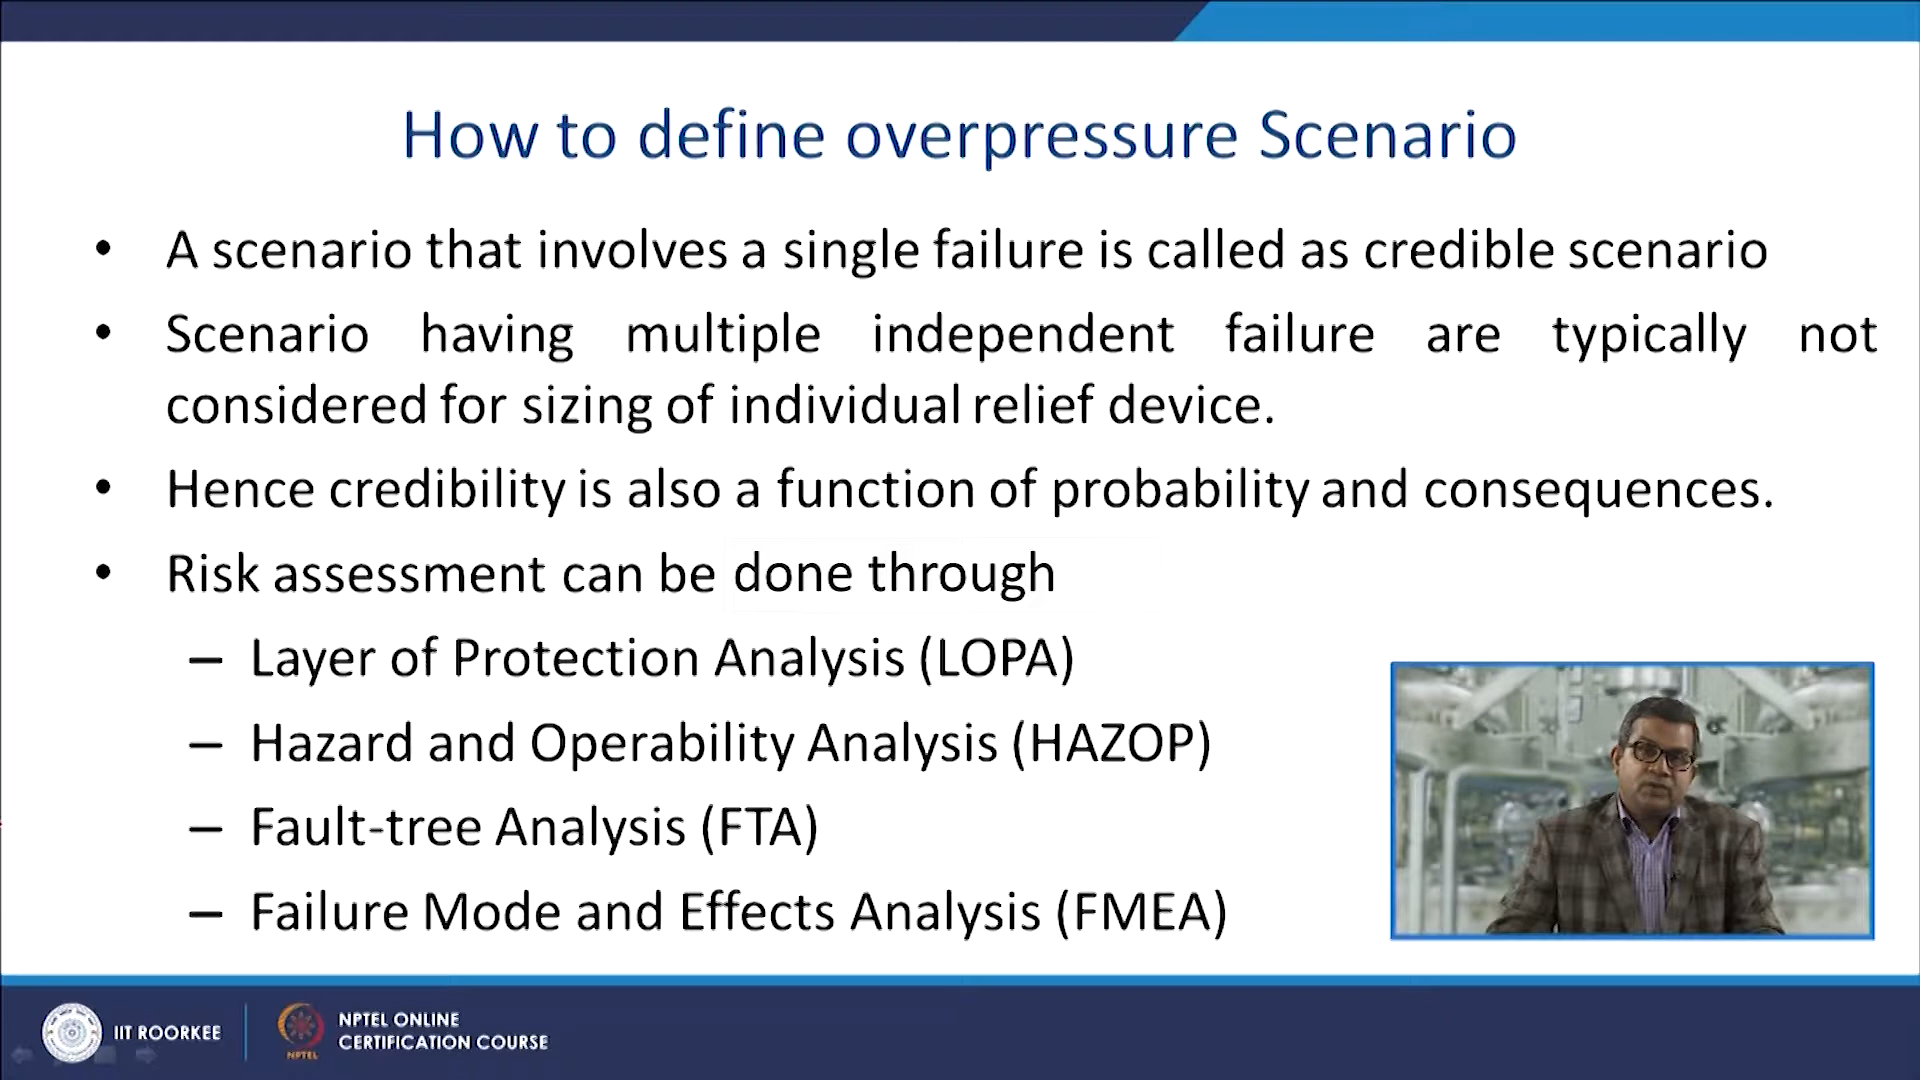 How to define overpressure Scenario
• A scenario that involves a single failure is called as credible scenario
• Scenario having multiple independent failure are typically not
considered for sizing of individual relief device.
• Hence credibility is also a function of probability and consequences.
• Risk assessment can be done through
– Layer of Protection Analysis (LOPA)
– Hazard and Operability Analysis (HAZOP)
– Fault-tree Analysis (FTA)
– Failure Mode and Effects Analysis (FMEA)
IIT ROORKEE
NPTEL
NPTEL ONLINE
CERTIFICATION COURSE